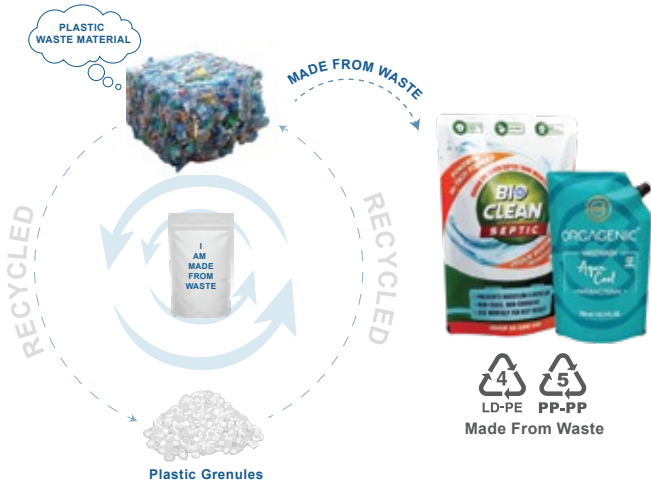 PLASTIC
WASTE MATERIAL
MADE FROM WASTE
RECYCLED
RECYCLED
I
AM
MADE
FROM
WASTE
Plastic Grenules
BIO
CLEAN
SEPTIC
ORGAGENIC
Aqua
Cool
4
LD-PE
5
PP-PP
Made From Waste